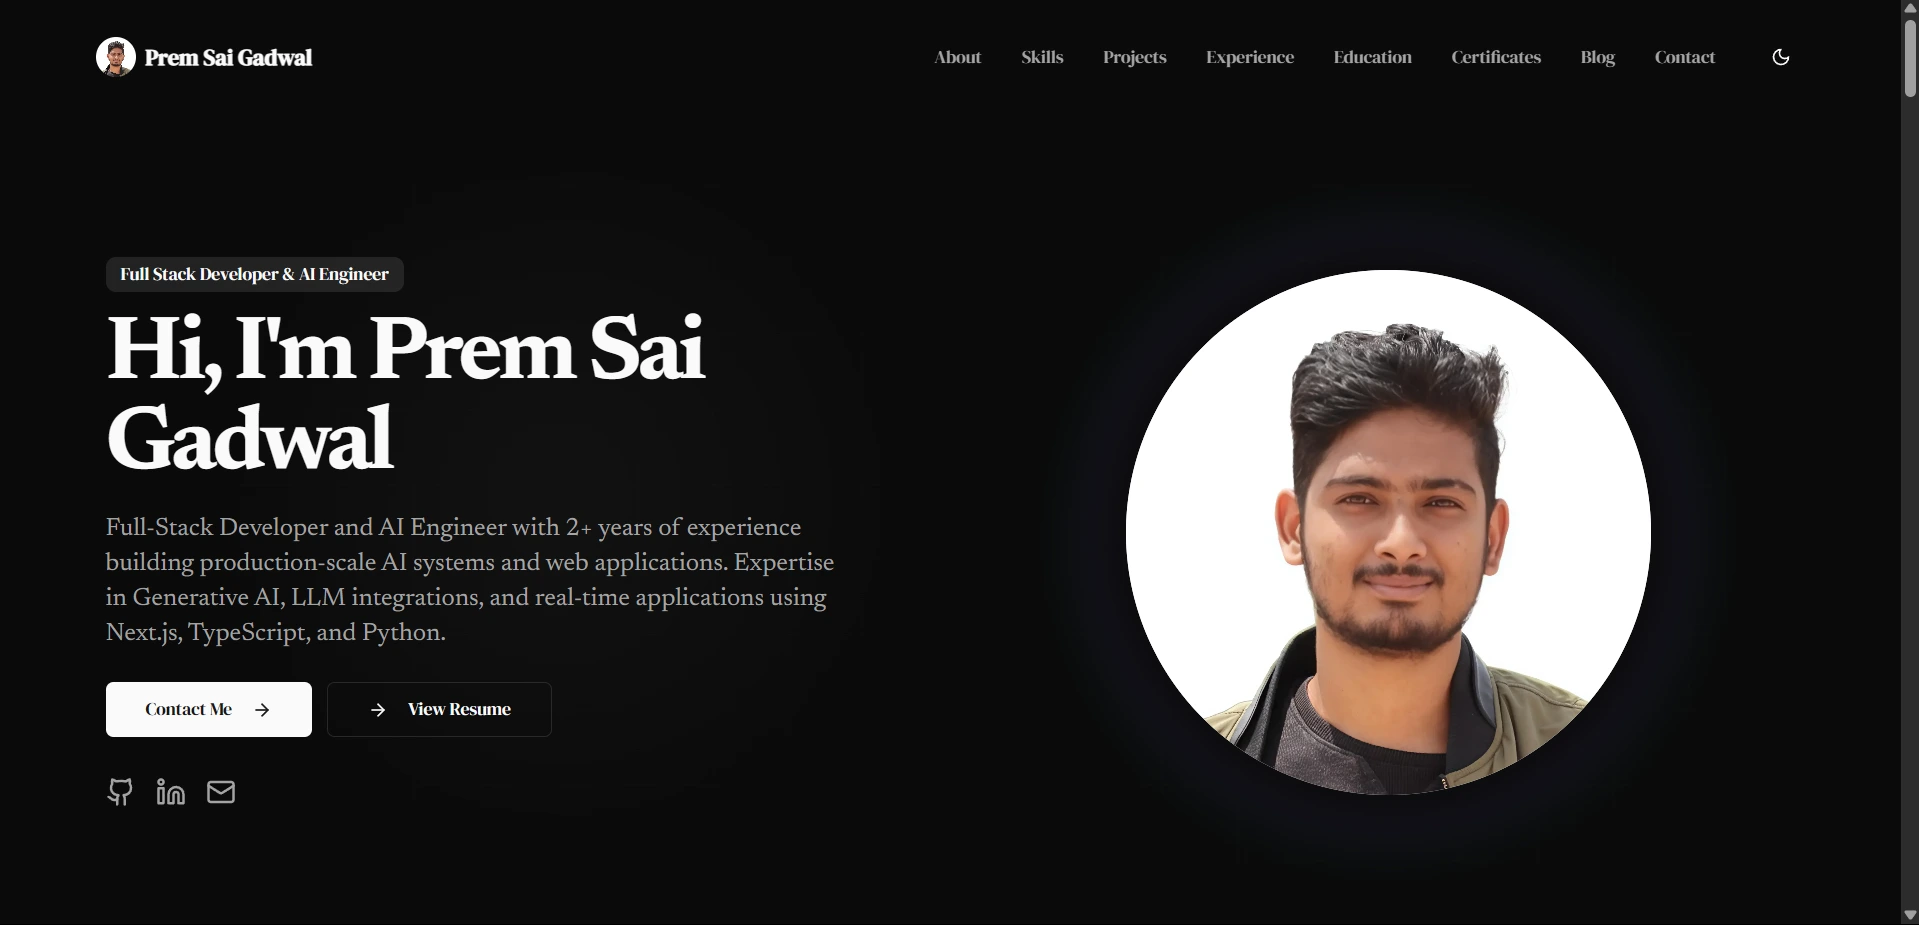 Prem Sai Gadwal
About Skills Projects Experience Education Certificates Blog Contact
Full Stack Developer & AI Engineer
Hi, I'm Prem Sai
Gadwal
Full-Stack Developer and AI Engineer with 2+ years of experience
building production-scale AI systems and web applications. Expertise
in Generative AI, LLM integrations, and real-time applications using
Next.js, TypeScript, and Python.
Contact Me
View Resume